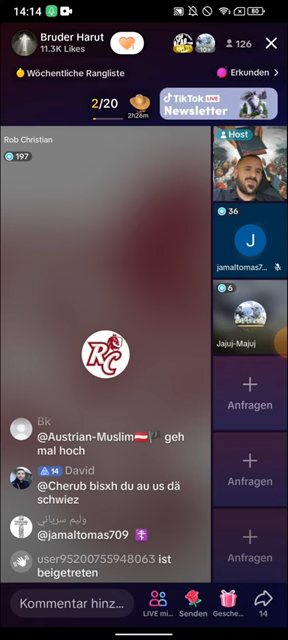 14:14
60
Bruder Harut
11.3K Likes
10+
126
Wöchentliche Rangliste
Erkunden
2/20
2h26m
TikTok LIVE
Newsletter
Rob Christian
197
Host
36
J
jamaltomas7...
6
Jajuj-Majuj
RC
Anfragen
Anfragen
Anfragen
Bk
@Austrian-Muslim🇦🇹🏴 geh
mal hoch
14 David
@Cherub bisxh du au us dä
schwiez
وليم سرياني
@jamaltomas709 ☦️
user95200755948063 ist
beigetreten
Kommentar hinz...
LIVE mi...
Senden
Gesche...
14